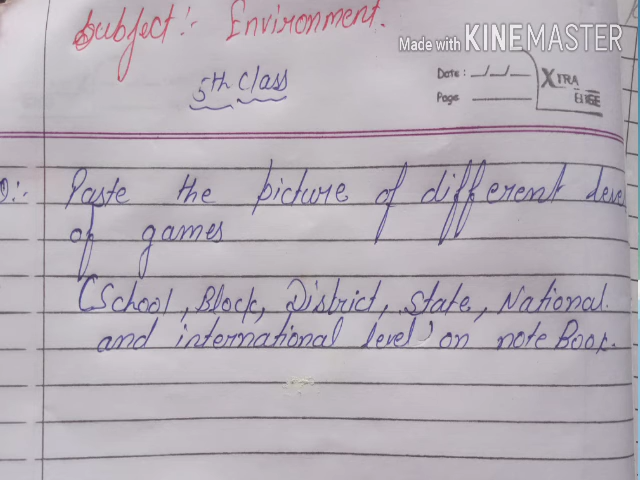 Subject:- Environment.
Made with KINEMASTER
5th Class
Date : _/_/_
Page
XTRA
EDGE
Q:- Paste the picture of different leve
of games
(School, Block, District, State, National
and international level) on note Book.